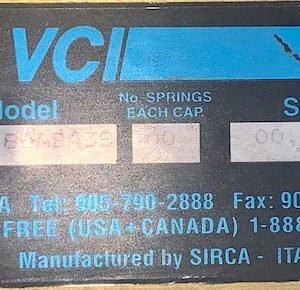 VCI
Model No. SPRINGS S
EACH CAP.
00
A Tel: 905-790-2888 Fax: 90
FREE (USA+CANADA) 1-888
Manufactured by SIRCA - ITA